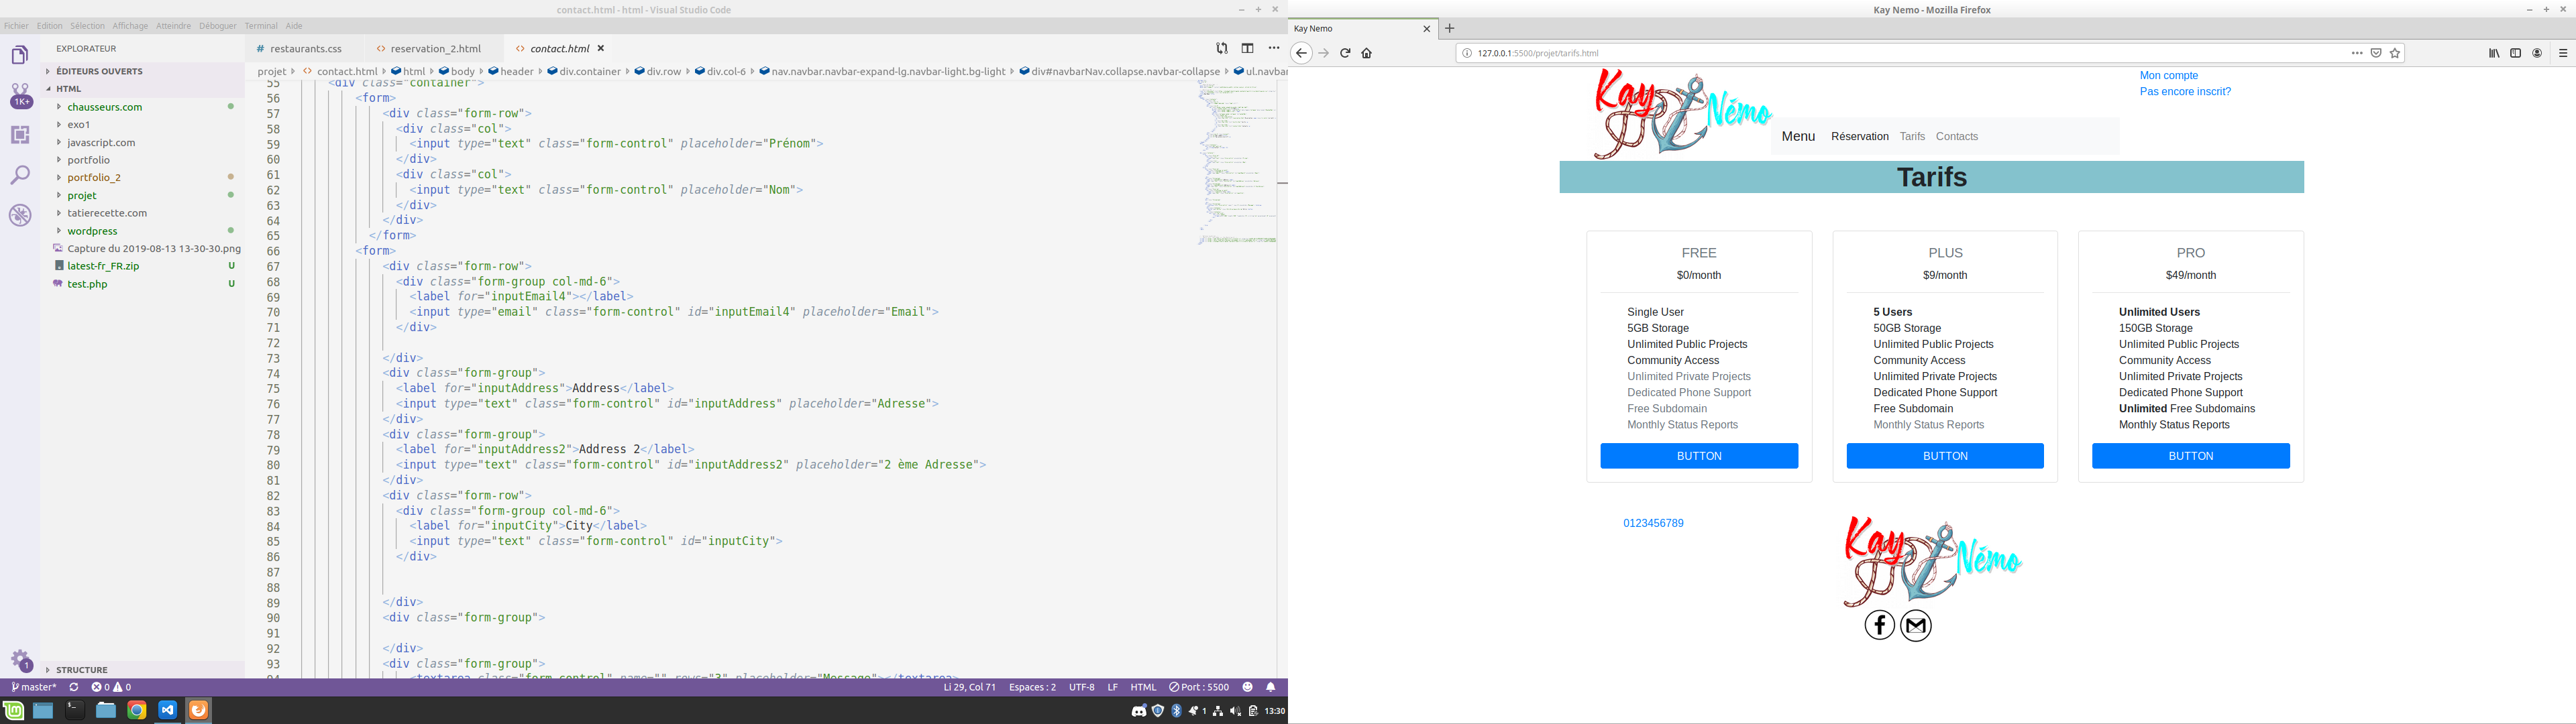 contact.html - html - Visual Studio Code
Fichier Edition Sélection Affichage Atteindre Déboguer Terminal Aide
EXPLORATEUR
ÉDITEURS OUVERTS
HTML
chausseurs.com
exo1
javascript.com
portfolio
portfolio_2
projet
tatierecette.com
wordpress
Capture du 2019-08-13 13-30-30.png
latest-fr_FR.zip U
test.php U
STRUCTURE
1K+
1
restaurants.css reservation_2.html contact.html
projet contact.html html body header div.container div.row div.col-6 nav.navbar.navbar-expand-lg.navbar-light.bg-light div#navbarNav.collapse.navbar-collapse ul.navbar
55 <div class="container">
56 <form>
57 <div class="form-row">
58 <div class="col">
59 <input type="text" class="form-control" placeholder="Prénom">
60 </div>
61 <div class="col">
62 <input type="text" class="form-control" placeholder="Nom">
63 </div>
64 </div>
65 </form>
66 <form>
67 <div class="form-row">
68 <div class="form-group col-md-6">
69 <label for="inputEmail4"></label>
70 <input type="email" class="form-control" id="inputEmail4" placeholder="Email">
71 </div>
72
73 </div>
74 <div class="form-group">
75 <label for="inputAddress">Address</label>
76 <input type="text" class="form-control" id="inputAddress" placeholder="Adresse">
77 </div>
78 <div class="form-group">
79 <label for="inputAddress2">Address 2</label>
80 <input type="text" class="form-control" id="inputAddress2" placeholder="2 ème Adresse">
81 </div>
82 <div class="form-row">
83 <div class="form-group col-md-6">
84 <label for="inputCity">City</label>
85 <input type="text" class="form-control" id="inputCity">
86 </div>
87
88
89 </div>
90 <div class="form-group">
91
92 </div>
93 <div class="form-group">
94 <textarea class="form-control" name="" rows="3" placeholder="Message"></textarea>
master* 0 0 Li 29, Col 71 Espaces : 2 UTF-8 LF HTML Port : 5500
1 13:30
Kay Nemo - Mozilla Firefox
Kay Nemo
127.0.0.1:5500/projet/tarifs.html
Kay Némo
Mon compte
Pas encore inscrit?
Menu Réservation Tarifs Contacts
Tarifs
FREE
$0/month
Single User
5GB Storage
Unlimited Public Projects
Community Access
Unlimited Private Projects
Dedicated Phone Support
Free Subdomain
Monthly Status Reports
BUTTON
PLUS
$9/month
5 Users
50GB Storage
Unlimited Public Projects
Community Access
Unlimited Private Projects
Dedicated Phone Support
Free Subdomain
Monthly Status Reports
BUTTON
PRO
$49/month
Unlimited Users
150GB Storage
Unlimited Public Projects
Community Access
Unlimited Private Projects
Dedicated Phone Support
Unlimited Free Subdomains
Monthly Status Reports
BUTTON
0123456789
Kay Némo